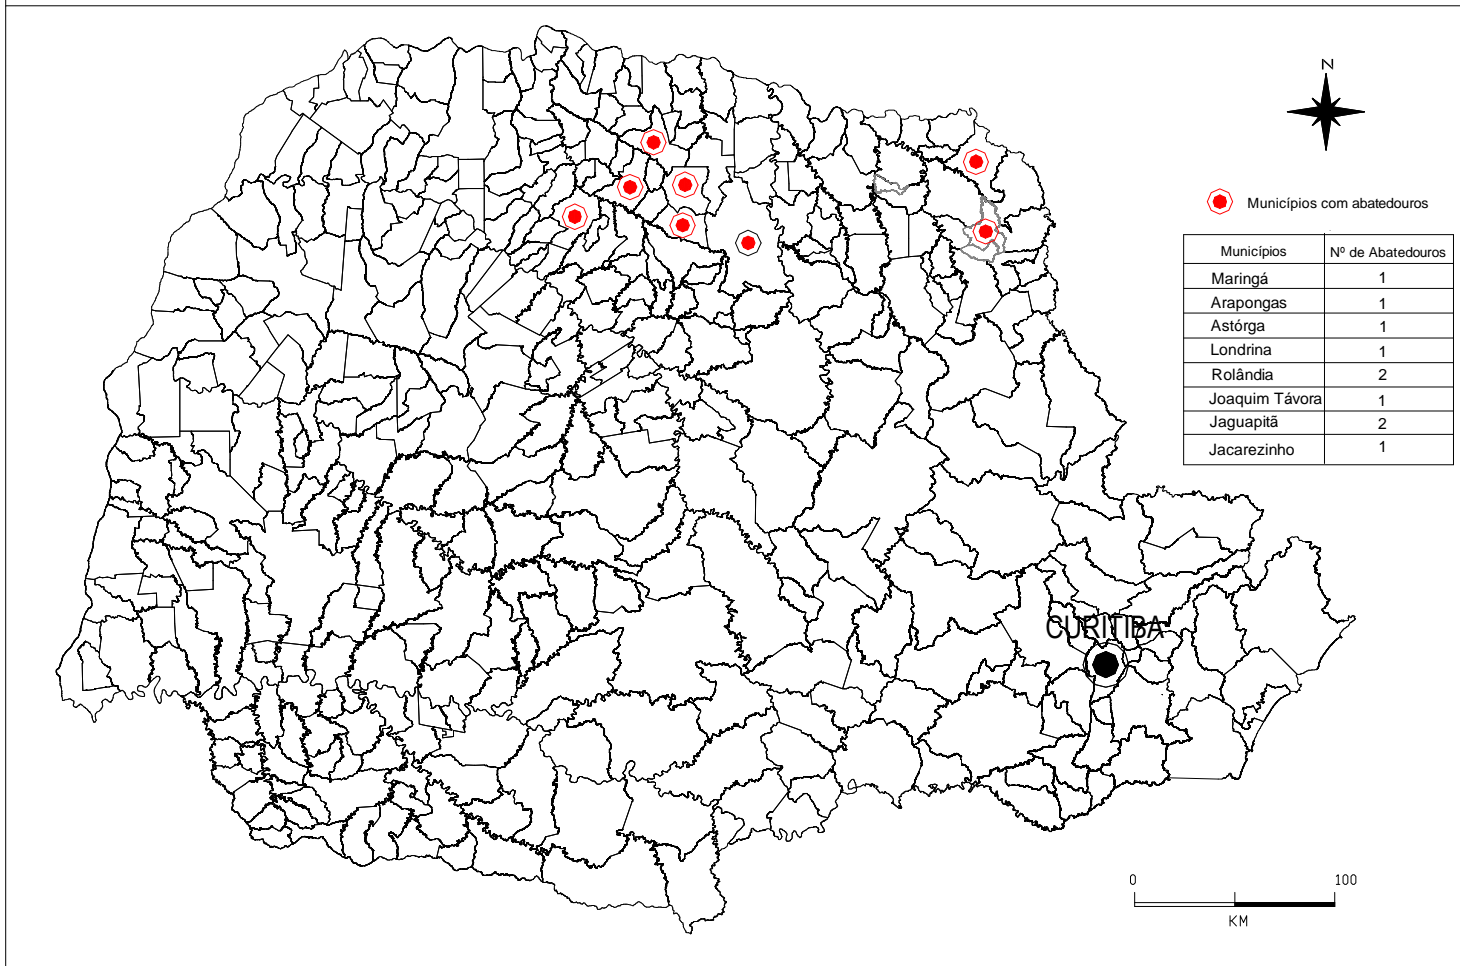 N
Municípios com abatedouros
Municípios Nº de Abatedouros
Maringá 1
Arapongas 1
Astórga 1
Londrina 1
Rolândia 2
Joaquim Távora 1
Jaguapitã 2
Jacarezinho 1
CURITIBA
0 100
KM